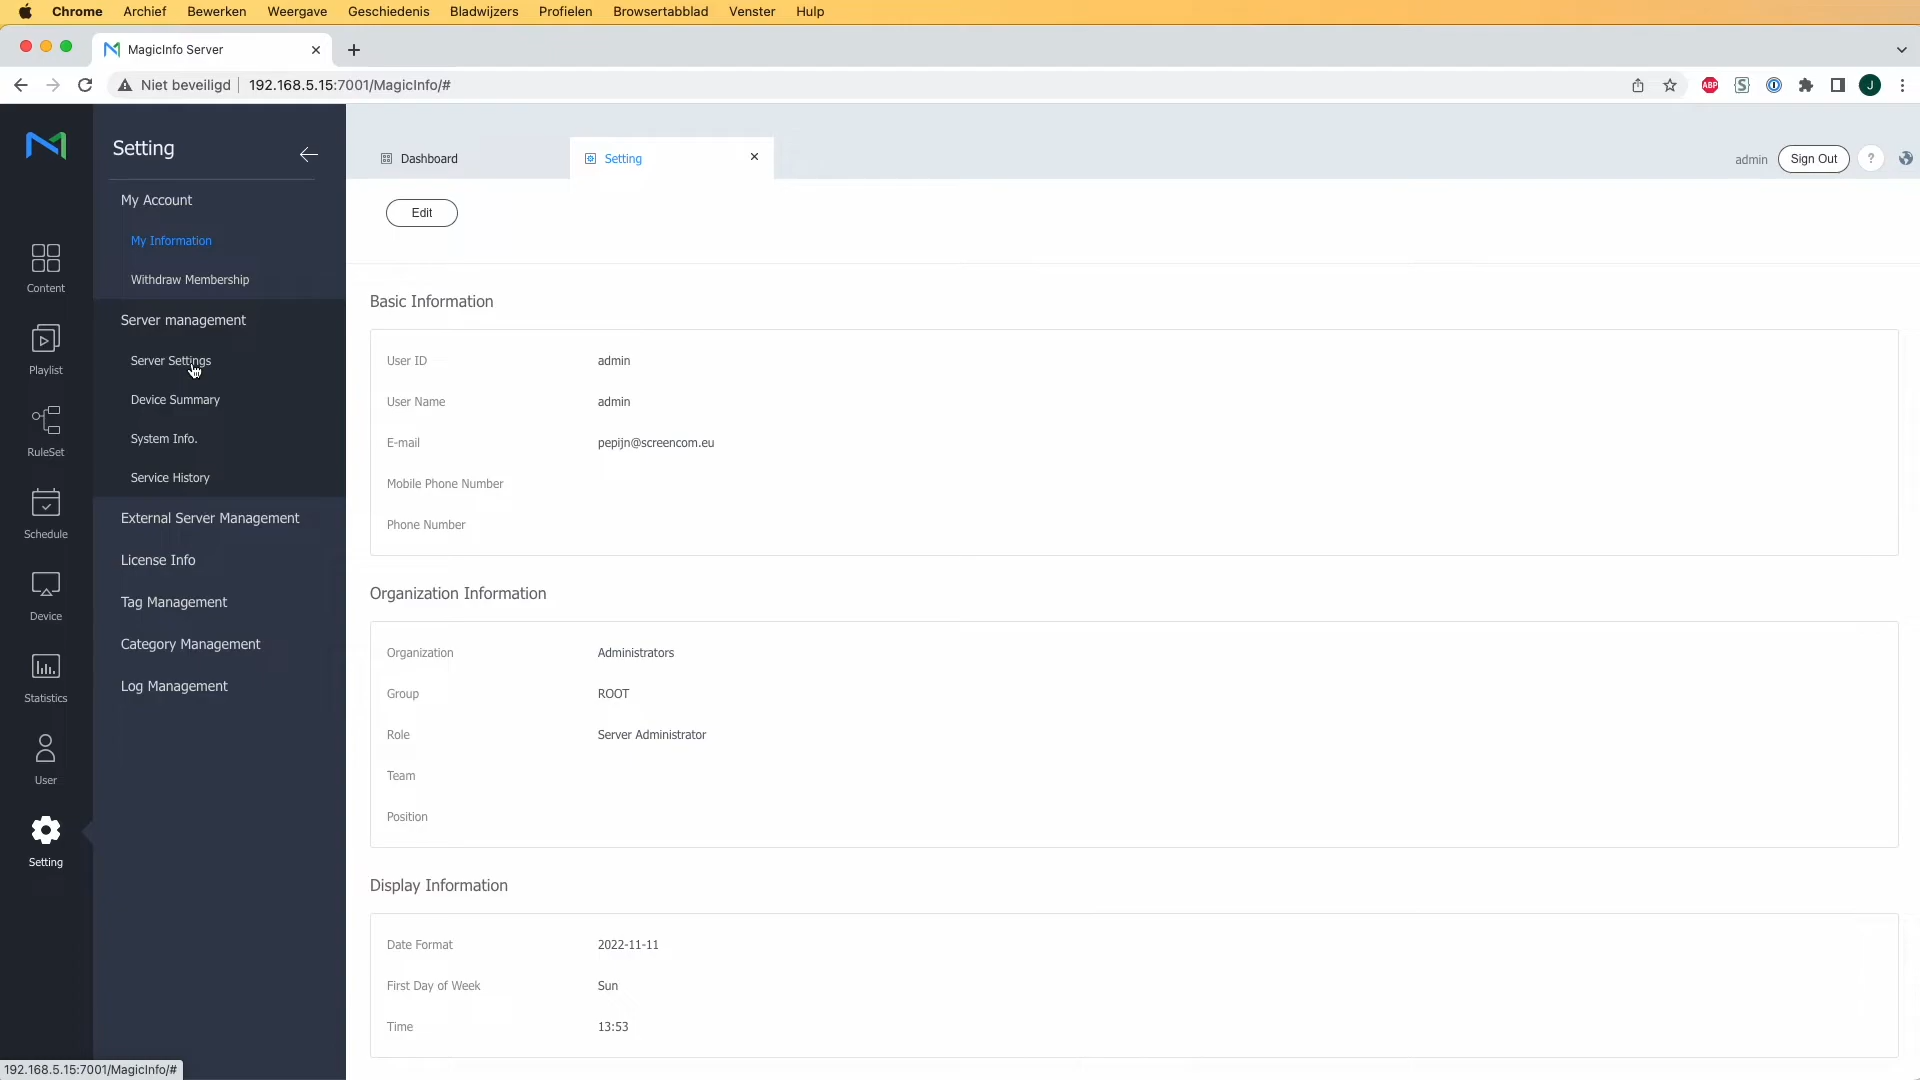 Chrome Archief Bewerken Weergave Geschiedenis Bladwijzers Profielen Browsertabblad Venster Hulp
MagicInfo Server
Niet beveiligd 192.168.5.15:7001/MagicInfo/#
ABP S J
Setting
Dashboard
Setting
admin
Sign Out
?
My Account
My Information
Withdraw Membership
Server management
Server Settings
Device Summary
System Info.
Service History
External Server Management
License Info
Tag Management
Category Management
Log Management
Content
Playlist
RuleSet
Schedule
Device
Statistics
User
Setting
Edit
Basic Information
User ID admin
User Name admin
E-mail pepijn@screencom.eu
Mobile Phone Number
Phone Number
Organization Information
Organization Administrators
Group ROOT
Role Server Administrator
Team
Position
Display Information
Date Format 2022-11-11
First Day of Week Sun
Time 13:53
192.168.5.15:7001/MagicInfo/#